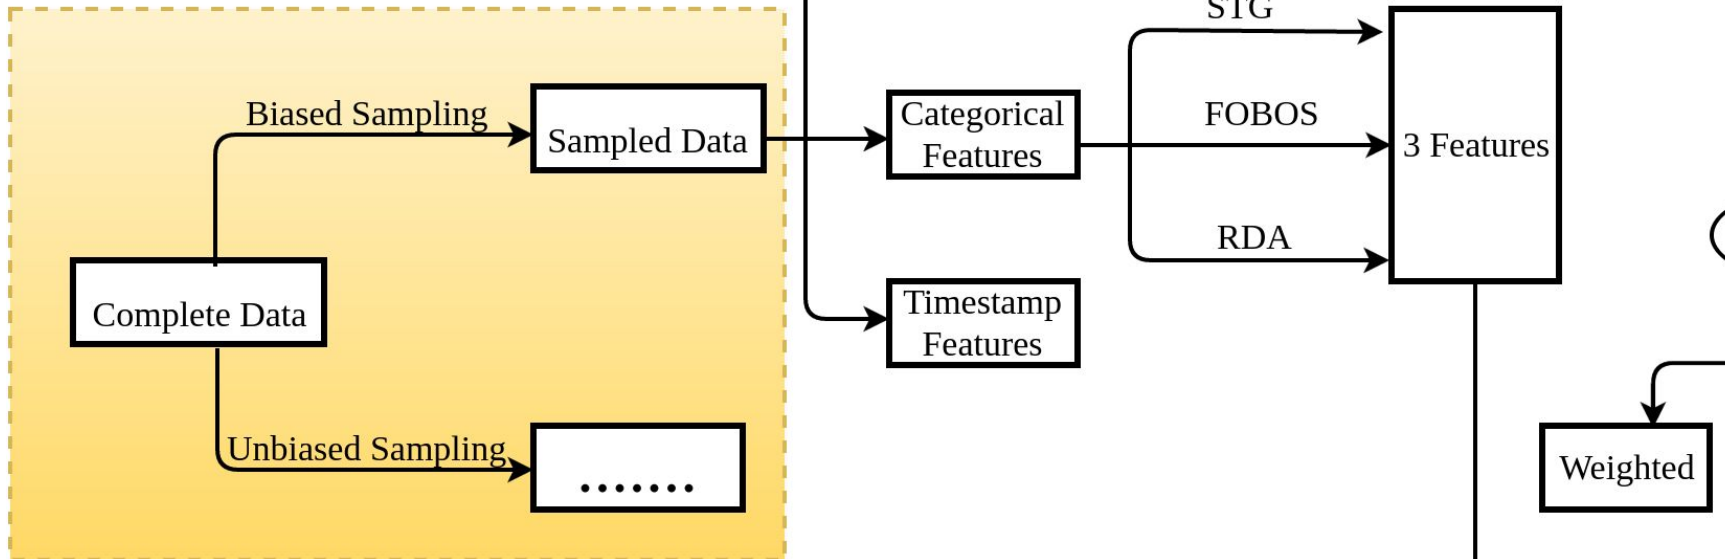 STG
Biased Sampling
Sampled Data
Categorical
Features
FOBOS
3 Features
RDA
Complete Data
Timestamp
Features
Unbiased Sampling
.......
Weighted